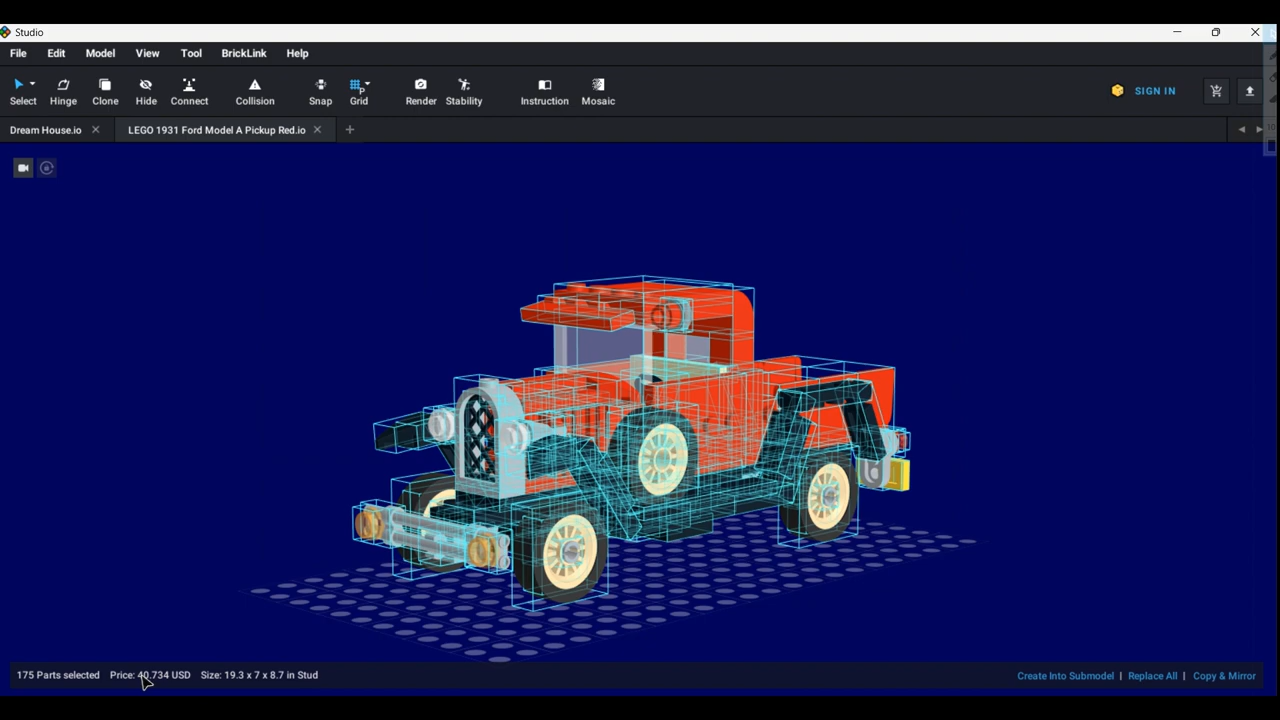 Studio
File Edit Model View Tool BrickLink Help
Select Hinge Clone Hide Connect Collision Snap Grid Render Stability Instruction Mosaic SIGN IN
Dream House.io LEGO 1931 Ford Model A Pickup Red.io
175 Parts selected Price: 40.734 USD Size: 19.3 x 7 x 8.7 in Stud Create Into Submodel | Replace All | Copy & Mirror